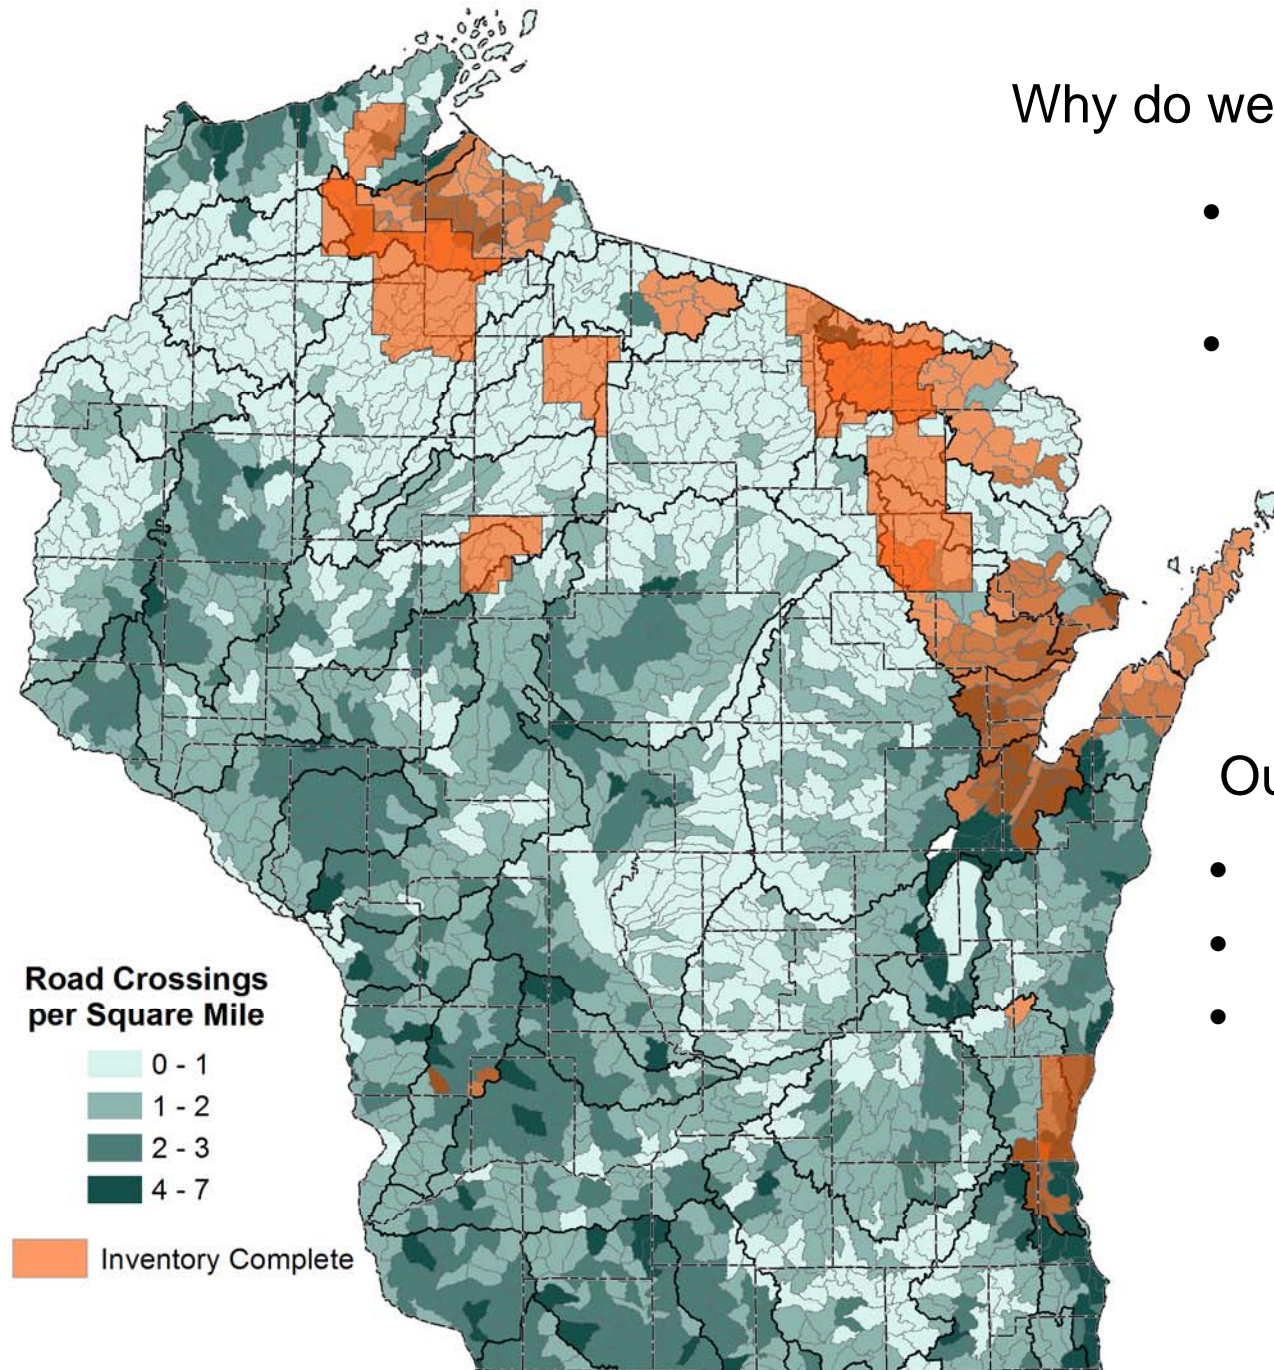 Why do we
•
•
Ou
•
•
•
Road Crossings
per Square Mile
0 - 1
1 - 2
2 - 3
4 - 7
Inventory Complete